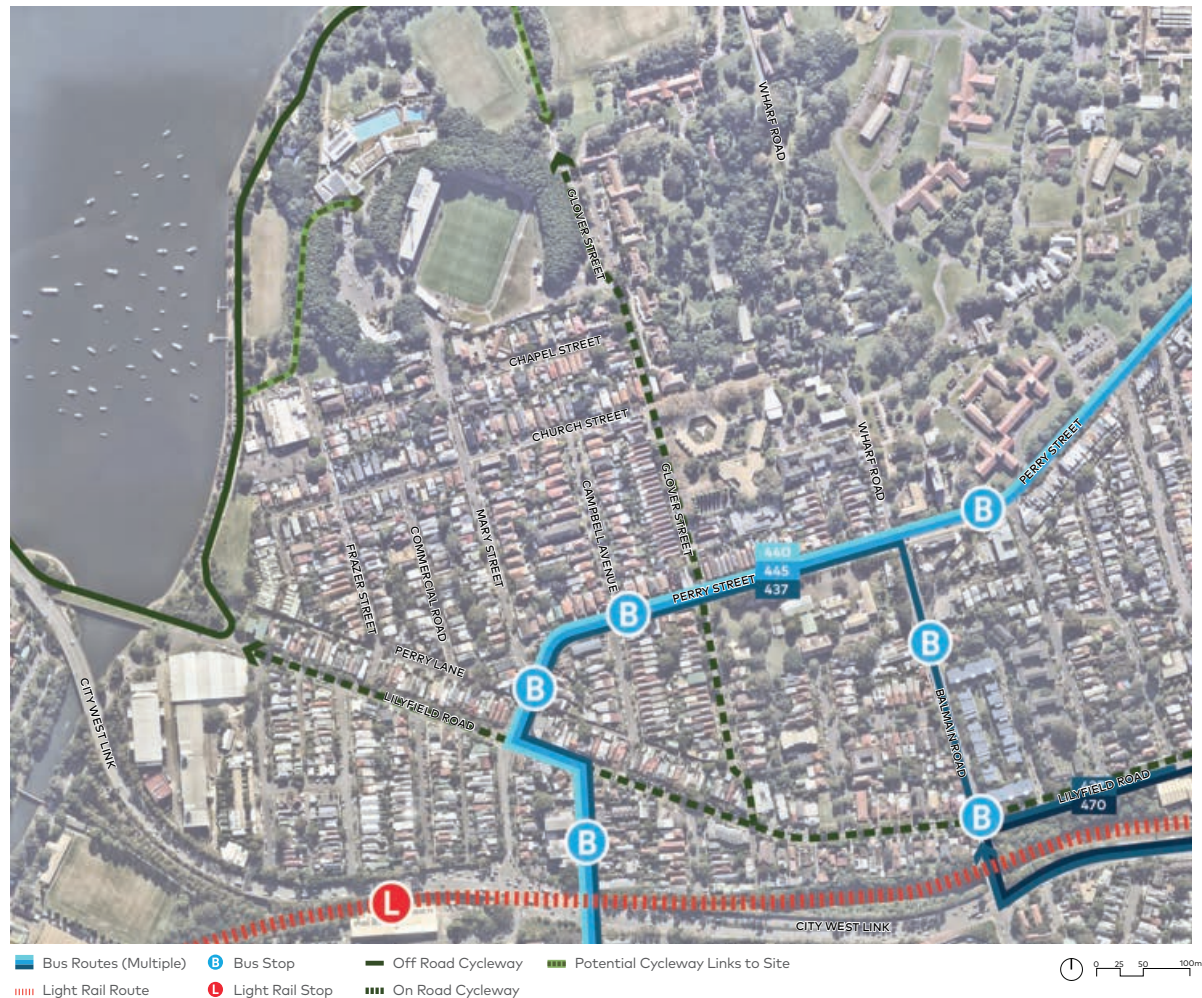 WHARF ROAD
GLOVER STREET
CHAPEL STREET
CHURCH STREET
PERRY STREET
WHARF ROAD
GLOVER STREET
CAMPBELL AVENUE
MARY STREET
COMMERCIAL ROAD
FRAZER STREET
B
440
445
437
PERRY STREET
B
B
PERRY LANE
B
LILYFIELD ROAD
CITY WEST LINK
BALMAIN ROAD
LILYFIELD ROAD
470
B
B
L
CITY WEST LINK
Bus Routes (Multiple)
B Bus Stop
Off Road Cycleway
Potential Cycleway Links to Site
Light Rail Route
L Light Rail Stop
On Road Cycleway
0 25 50 100m